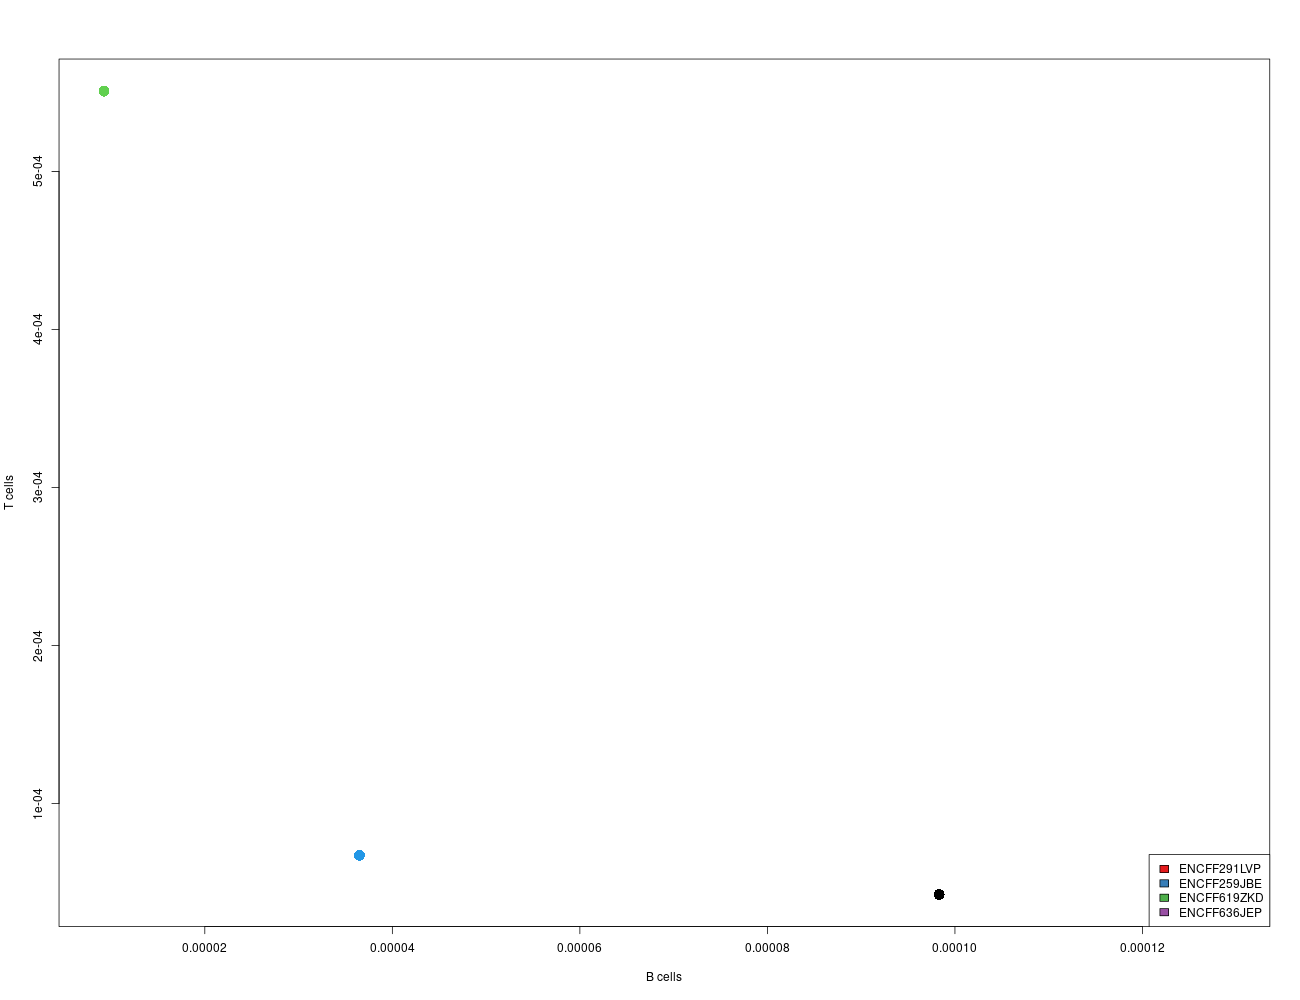 5e-04
4e-04
3e-04
2e-04
1e-04
T cells
0.00002
0.00004
0.00006
0.00008
0.00010
0.00012
B cells
ENCFF291LVP
ENCFF259JBE
ENCFF619ZKD
ENCFF636JEP